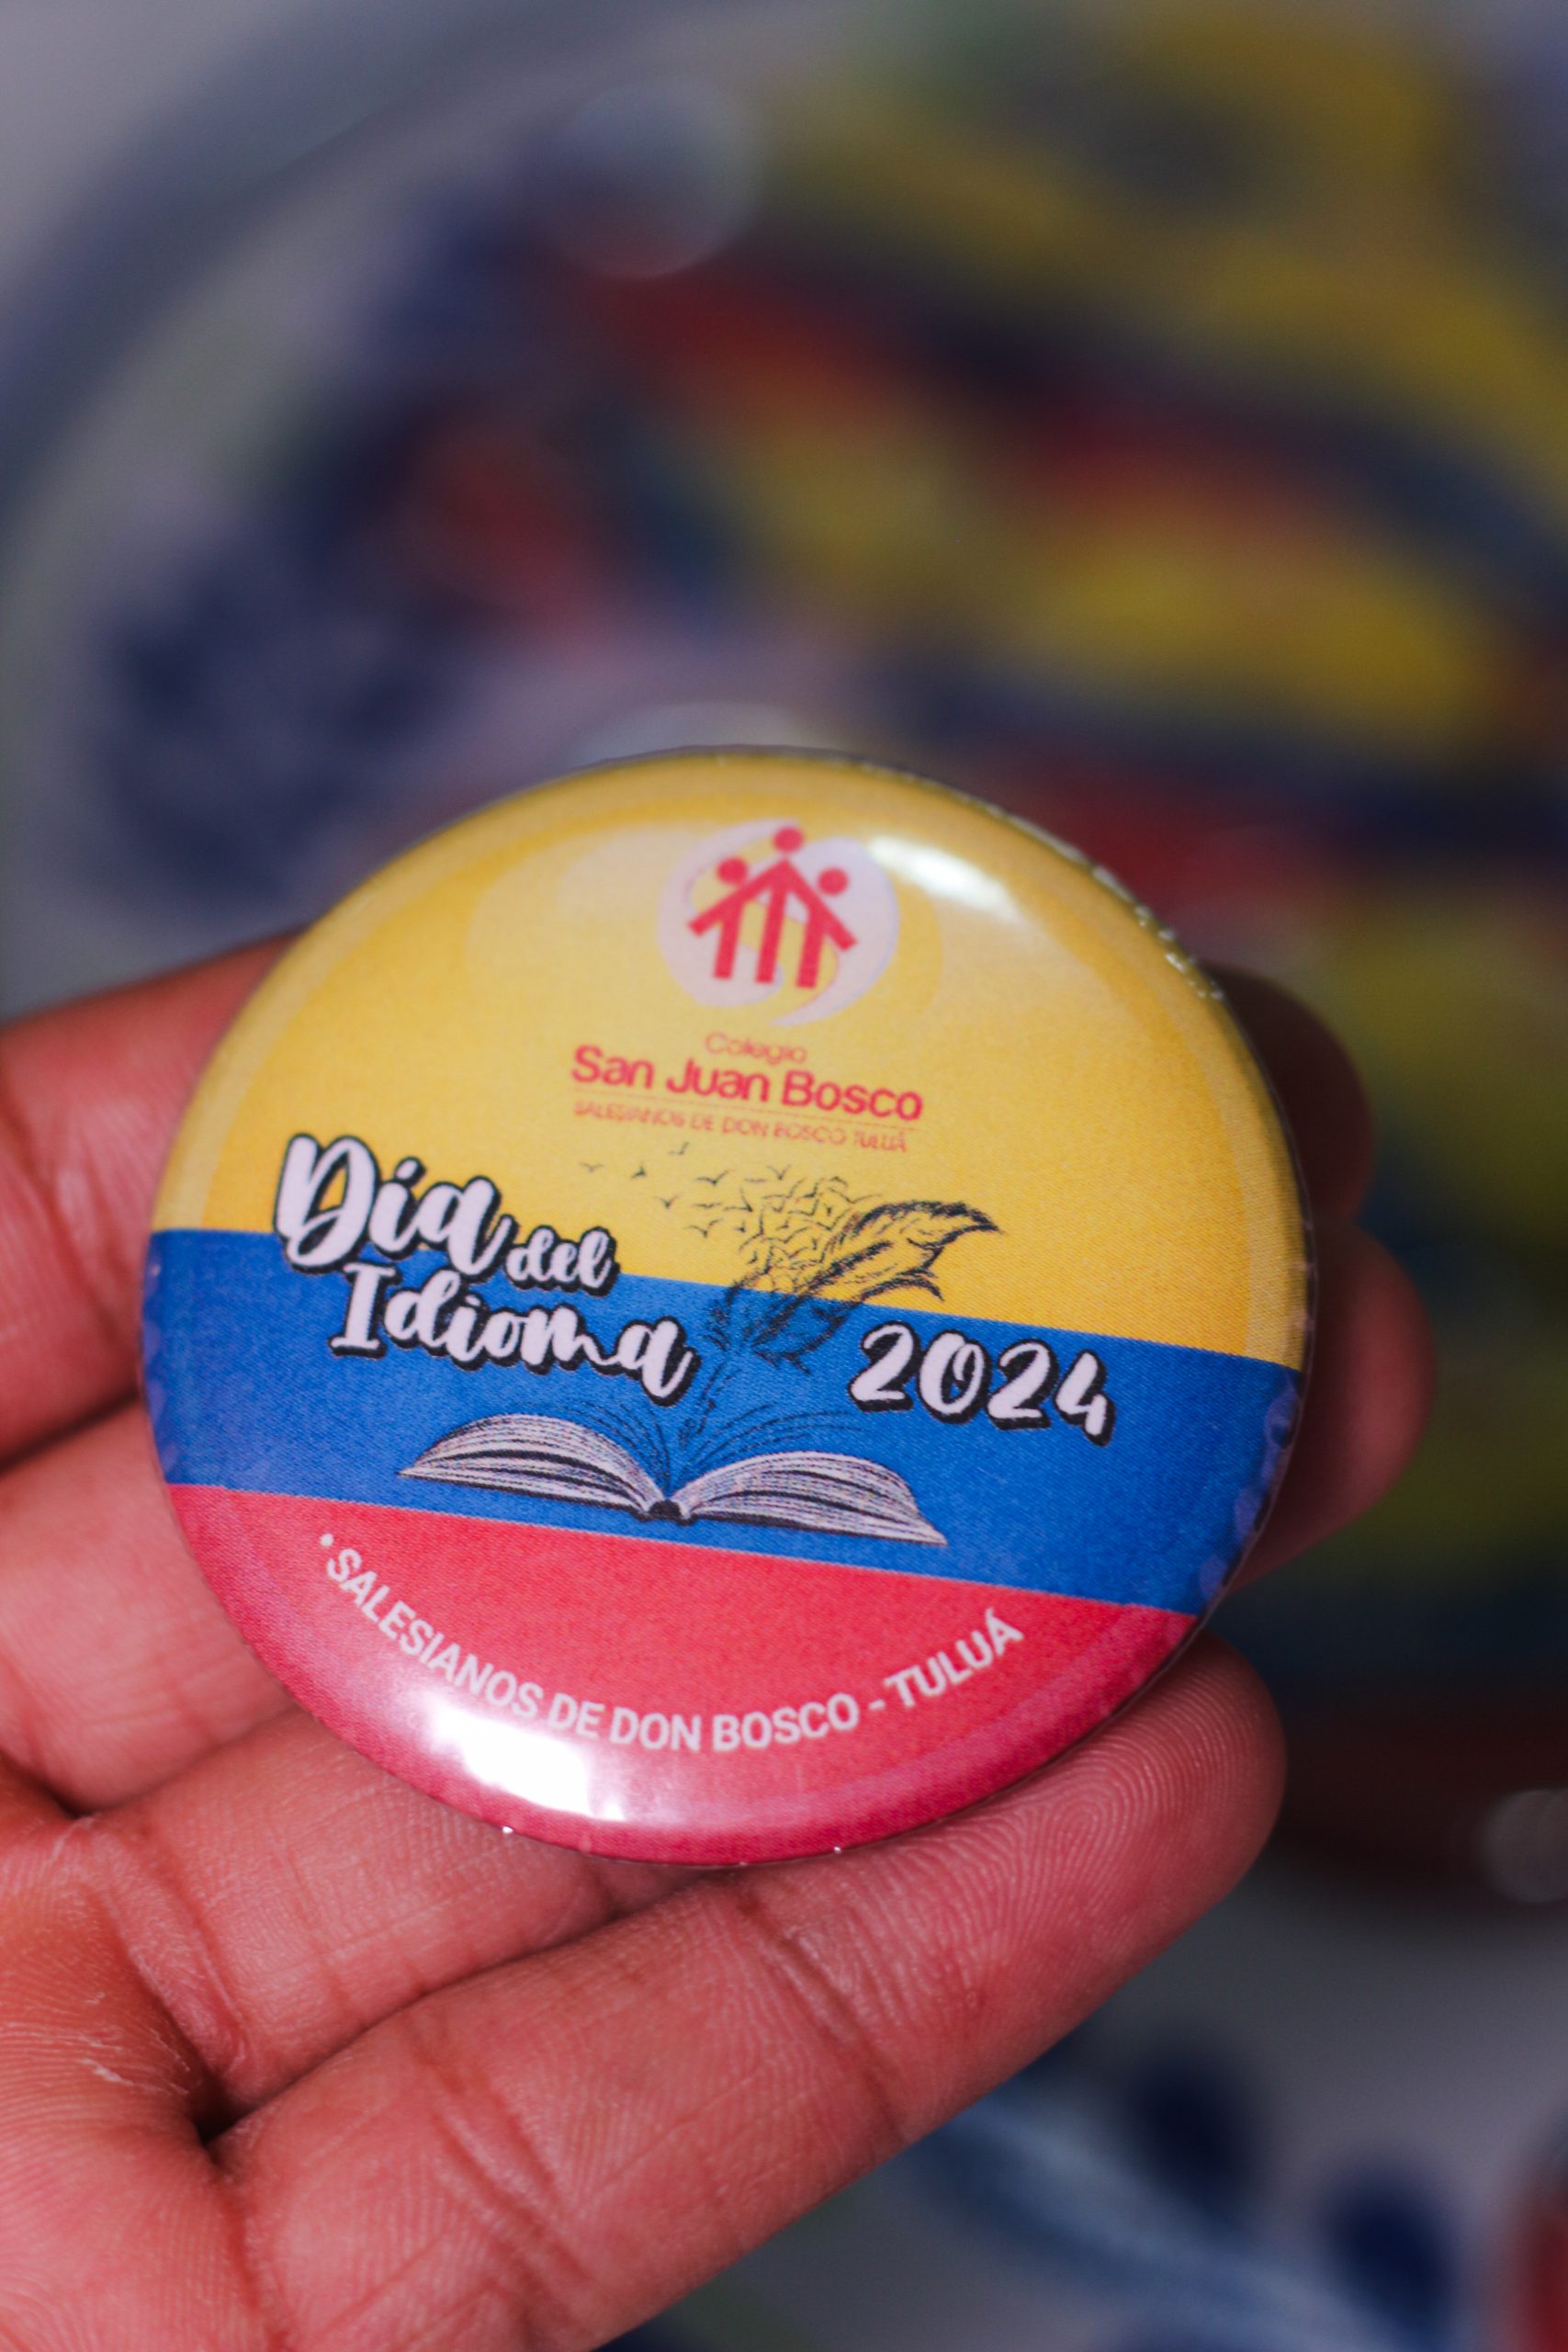 Colegio
San Juan Bosco
SALESIANOS DE DON BOSCO TULUÁ
Día del
Idioma 2024
• SALESIANOS DE DON BOSCO - TULUÁ